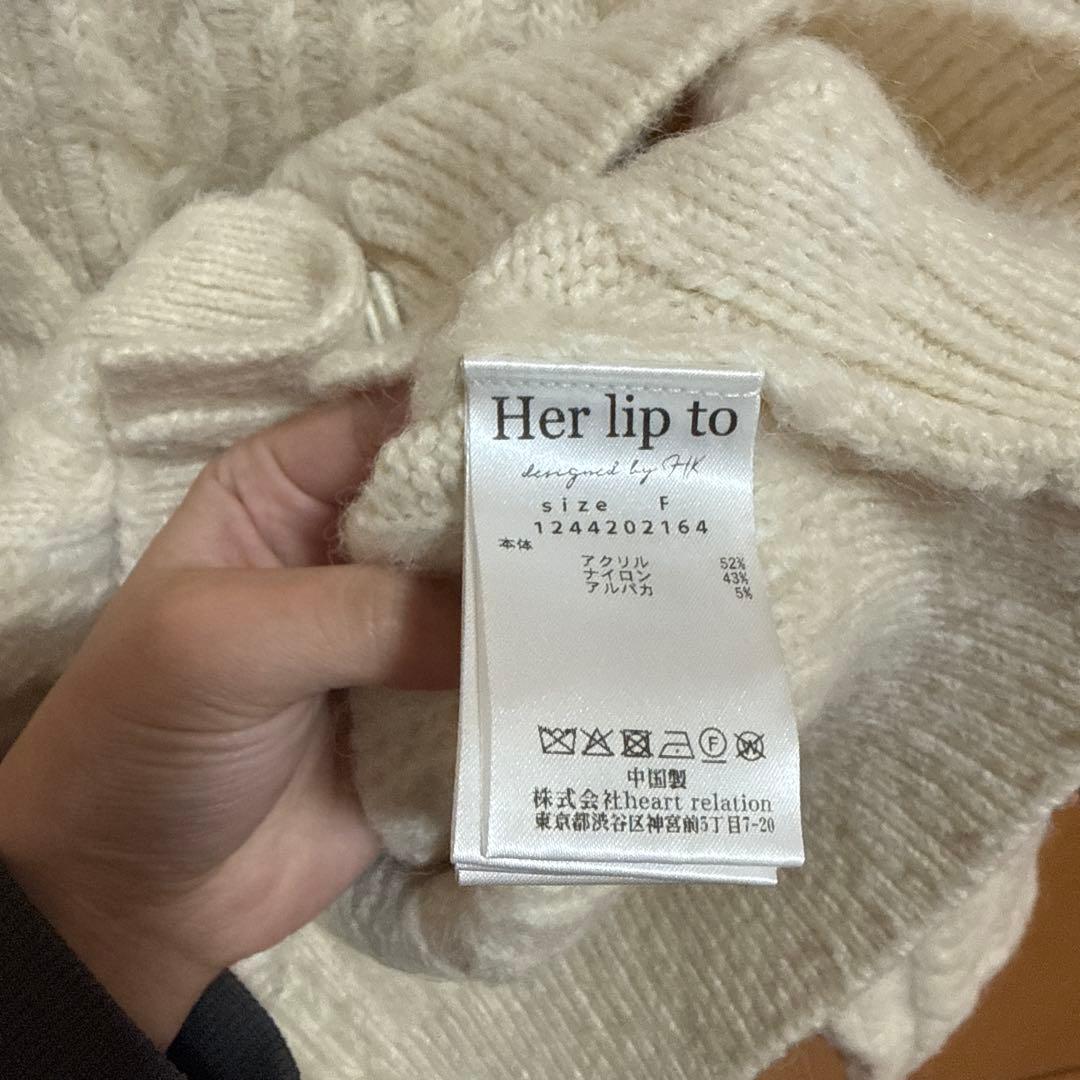 Her lip to
designed by HK
size F
1244202164
本体
アクリル 52%
ナイロン 43%
アルパカ 5%
F W
中国製
株式会社heart relation
東京都渋谷区神宮前5丁目7-20